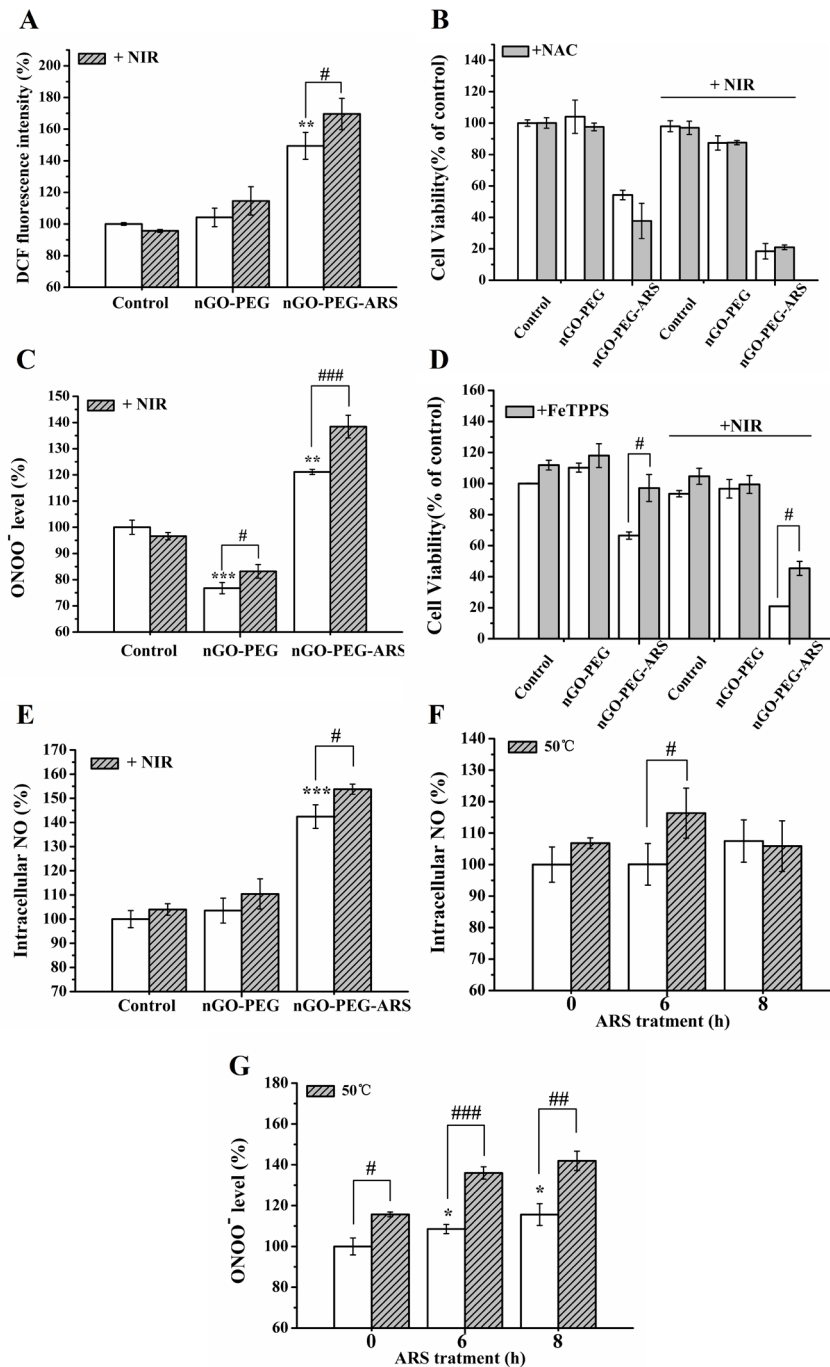 A
DCF fluorescence intensity (%)
+ NIR
#
**
200
180
160
140
120
100
80
60
Control
nGO-PEG
nGO-PEG-ARS
B
Cell Viability(% of control)
+NAC
+ NIR
120
100
80
60
40
20
0
Control
nGO-PEG
nGO-PEG-ARS
Control
nGO-PEG
nGO-PEG-ARS
C
ONOO⁻ level (%)
+ NIR
###
**
#
***
150
140
130
120
110
100
90
80
70
60
Control
nGO-PEG
nGO-PEG-ARS
D
Cell Viability(% of control)
+FeTPPS
+NIR
#
#
160
140
120
100
80
60
40
20
0
Control
nGO-PEG
nGO-PEG-ARS
Control
nGO-PEG
nGO-PEG-ARS
E
Intracellular NO (%)
+ NIR
#
***
170
160
150
140
130
120
110
100
90
80
70
Control
nGO-PEG
nGO-PEG-ARS
F
Intracellular NO (%)
50℃
#
140
130
120
110
100
90
80
70
60
0
6
8
ARS tratment (h)
G
ONOO⁻ level (%)
50℃
#
###
##
*
*
180
160
140
120
100
80
60
0
6
8
ARS tratment (h)